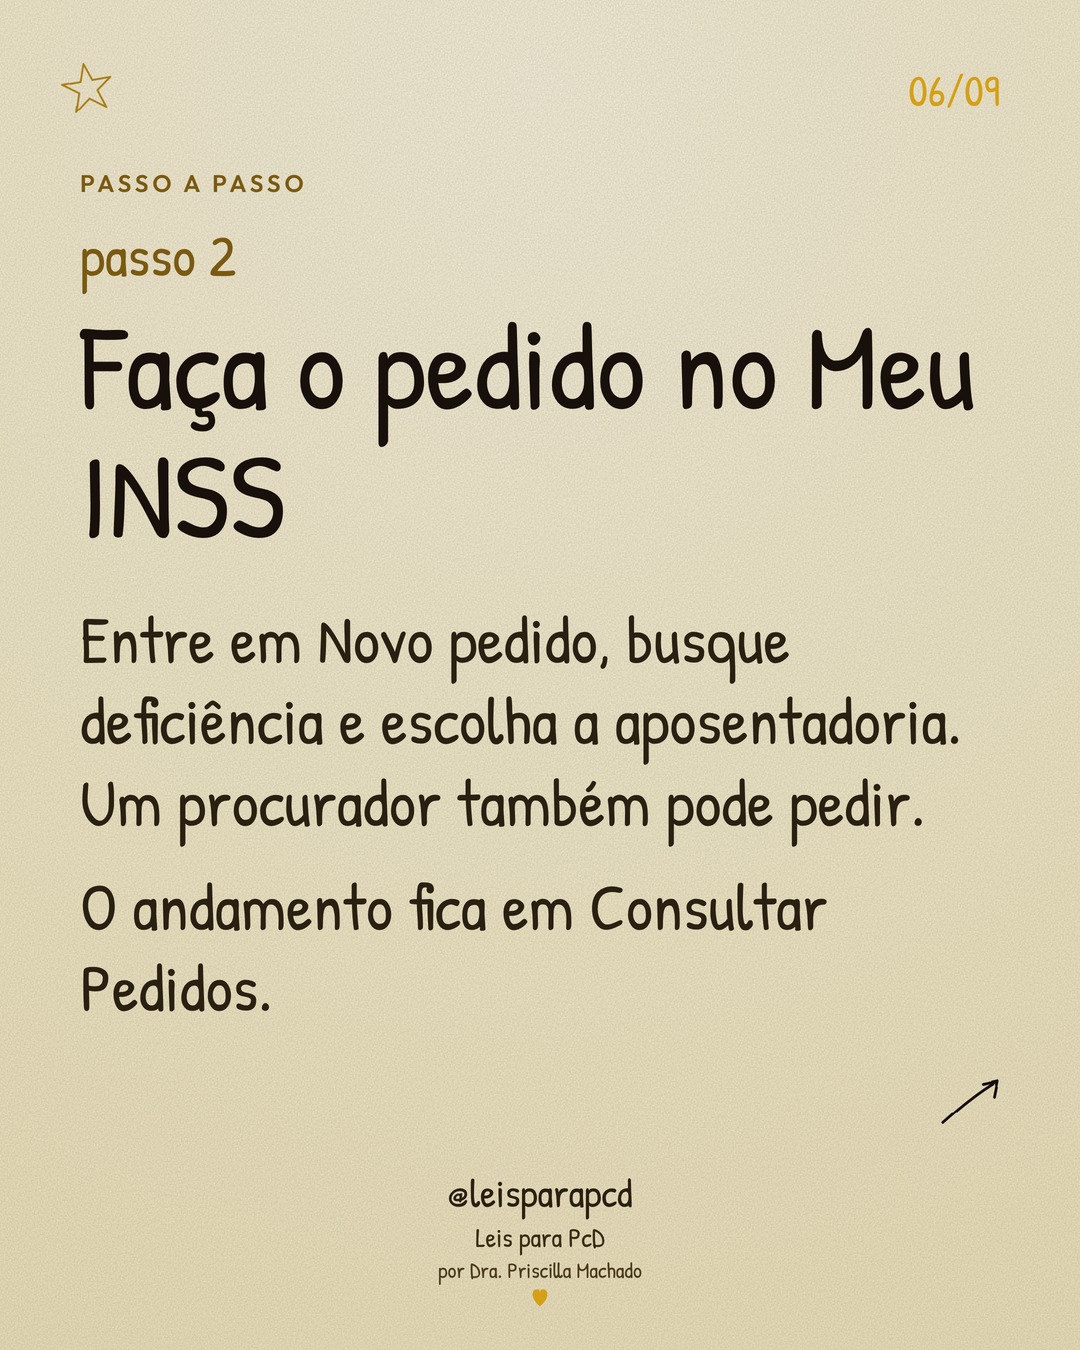 06/09
PASSO A PASSO
passo 2
Faça o pedido no Meu
INSS
Entre em Novo pedido, busque
deficiência e escolha a aposentadoria.
Um procurador também pode pedir.
O andamento fica em Consultar
Pedidos.
@leisparapcd
Leis para PcD
por Dra. Priscilla Machado